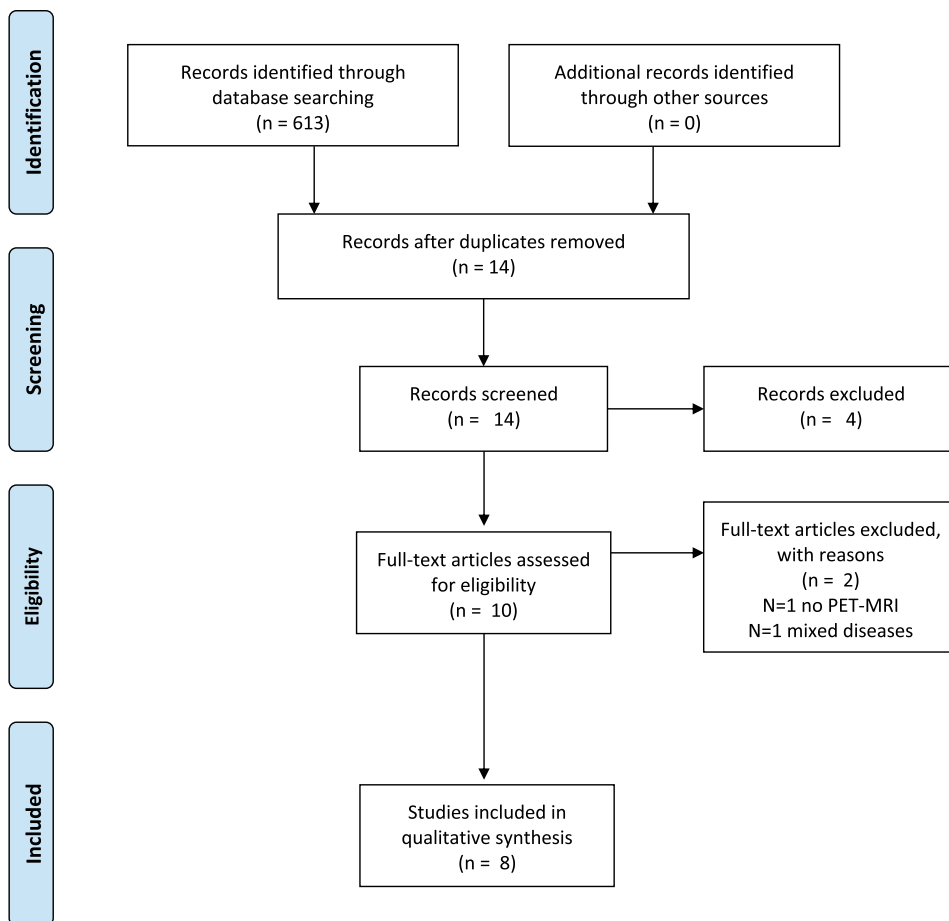 Identification
Records identified through
database searching
(n = 613)
Additional records identified
through other sources
(n = 0)
Records after duplicates removed
(n = 14)
Screening
Records screened
(n = 14)
Records excluded
(n = 4)
Eligibility
Full-text articles assessed
for eligibility
(n = 10)
Full-text articles excluded,
with reasons
(n = 2)
N=1 no PET-MRI
N=1 mixed diseases
Included
Studies included in
qualitative synthesis
(n = 8)